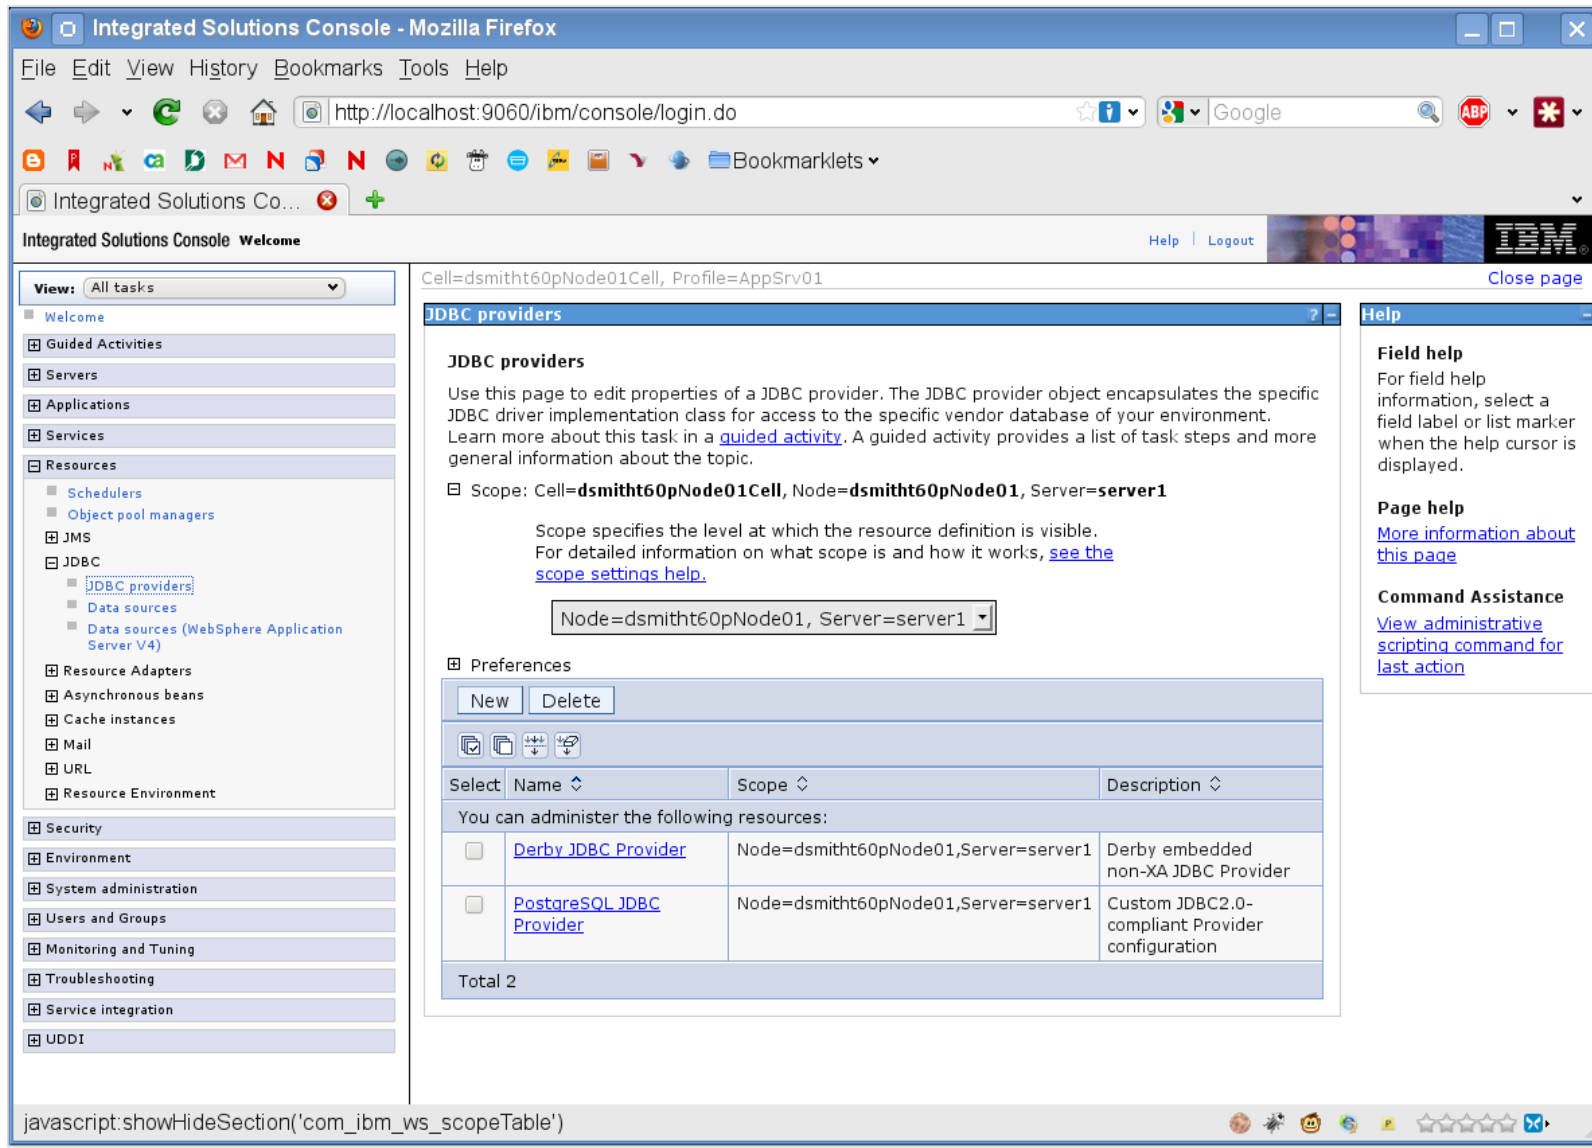 Integrated Solutions Console - Mozilla Firefox
File Edit View History Bookmarks Tools Help
http://localhost:9060/ibm/console/login.do
Google
ABP
Bookmarklets
Integrated Solutions Co...
Integrated Solutions Console Welcome
Help | Logout
IBM
View: All tasks
Welcome
Guided Activities
Servers
Applications
Services
Resources
Schedulers
Object pool managers
JMS
JDBC
JDBC providers
Data sources
Data sources (WebSphere Application
Server V4)
Resource Adapters
Asynchronous beans
Cache instances
Mail
URL
Resource Environment
Security
Environment
System administration
Users and Groups
Monitoring and Tuning
Troubleshooting
Service integration
UDDI
Cell=dsmitht60pNode01Cell, Profile=AppSrv01
Close page
JDBC providers
JDBC providers
Use this page to edit properties of a JDBC provider. The JDBC provider object encapsulates the specific
JDBC driver implementation class for access to the specific vendor database of your environment.
Learn more about this task in a guided activity. A guided activity provides a list of task steps and more
general information about the topic.
Scope: Cell=dsmitht60pNode01Cell, Node=dsmitht60pNode01, Server=server1
Scope specifies the level at which the resource definition is visible.
For detailed information on what scope is and how it works, see the
scope settings help.
Node=dsmitht60pNode01, Server=server1
Preferences
New Delete
Select Name Scope Description
You can administer the following resources:
Derby JDBC Provider Node=dsmitht60pNode01,Server=server1 Derby embedded
non-XA JDBC Provider
PostgreSQL JDBC Node=dsmitht60pNode01,Server=server1 Custom JDBC2.0-
Provider compliant Provider
configuration
Total 2
Help
Field help
For field help
information, select a
field label or list marker
when the help cursor is
displayed.
Page help
More information about
this page
Command Assistance
View administrative
scripting command for
last action
javascript:showHideSection('com_ibm_ws_scopeTable')